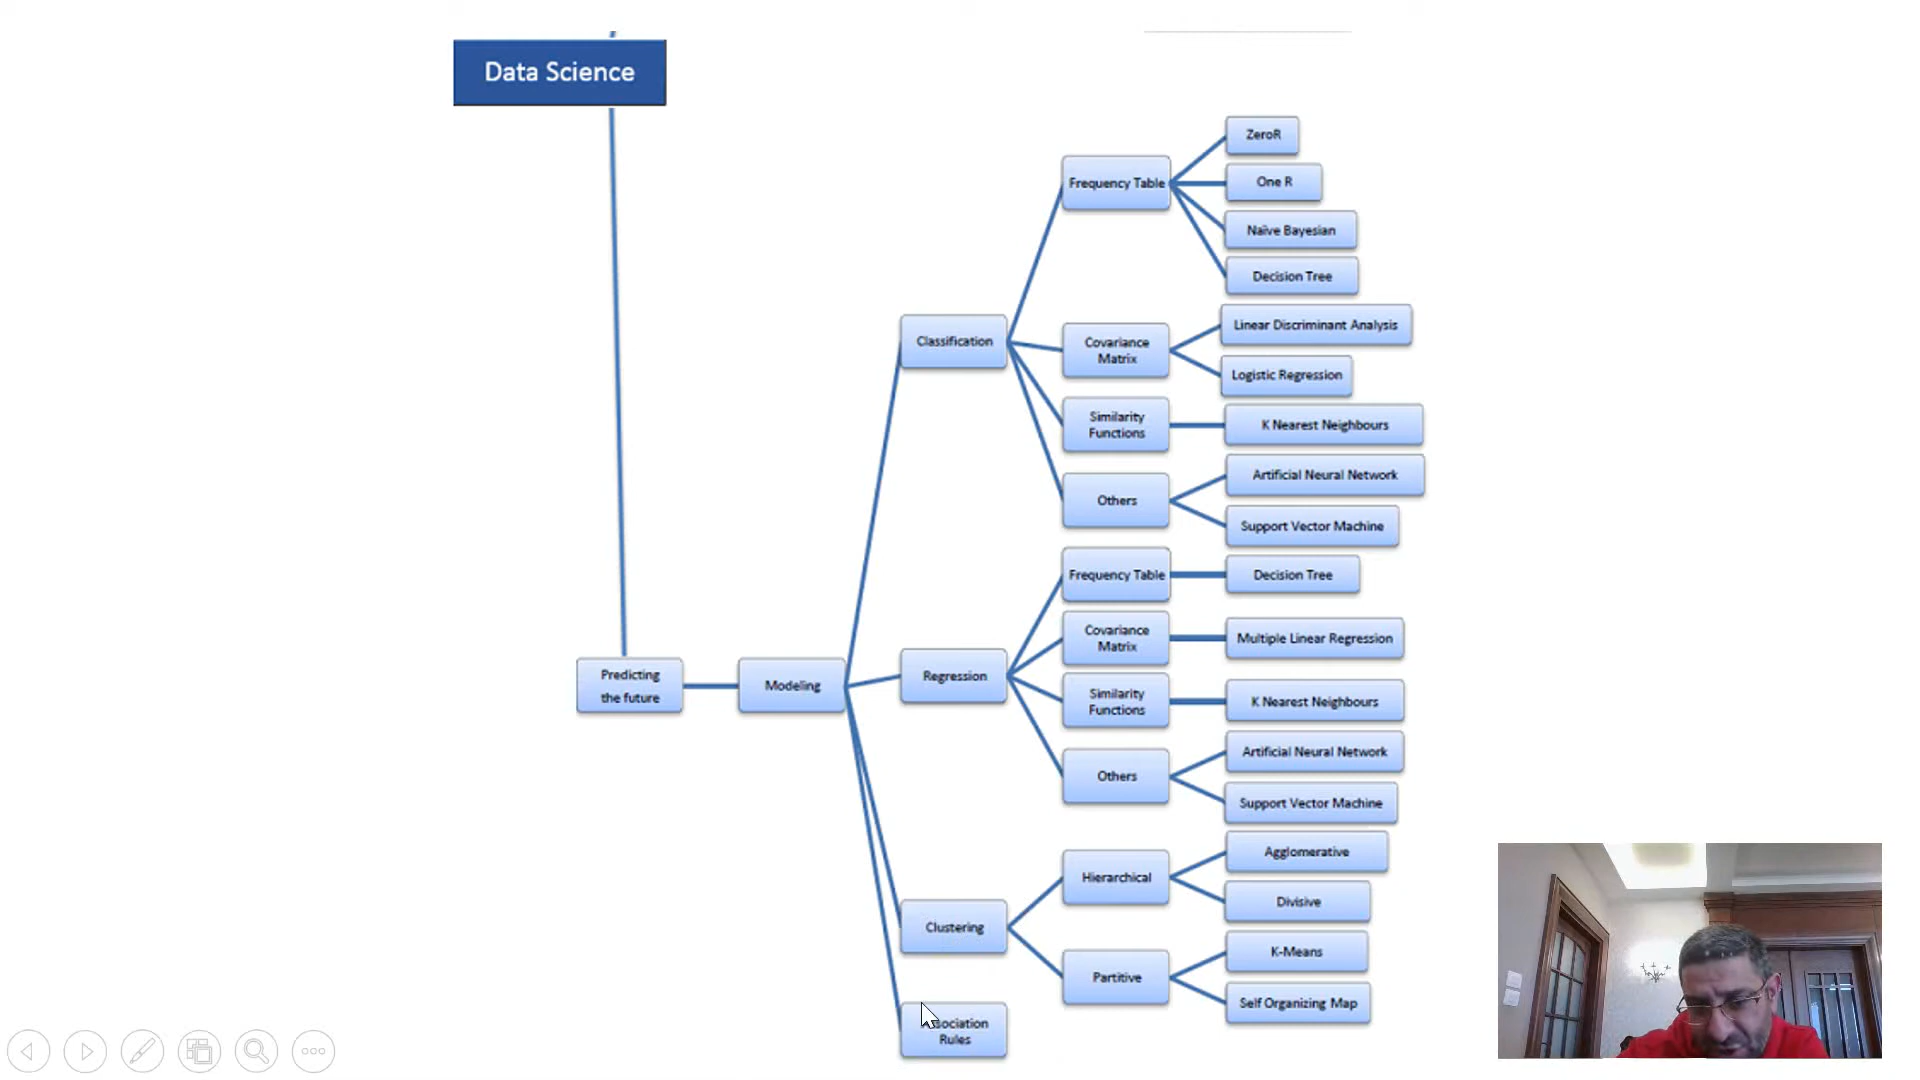 Data Science
Predicting
the future
Modeling
Classification
Frequency Table
ZeroR
One R
Naïve Bayesian
Decision Tree
Covariance
Matrix
Linear Discriminant Analysis
Logistic Regression
Similarity
Functions
K Nearest Neighbours
Others
Artificial Neural Network
Support Vector Machine
Regression
Frequency Table
Decision Tree
Covariance
Matrix
Multiple Linear Regression
Similarity
Functions
K Nearest Neighbours
Others
Artificial Neural Network
Support Vector Machine
Clustering
Hierarchical
Agglomerative
Divisive
Partitive
K-Means
Self Organizing Map
Rules